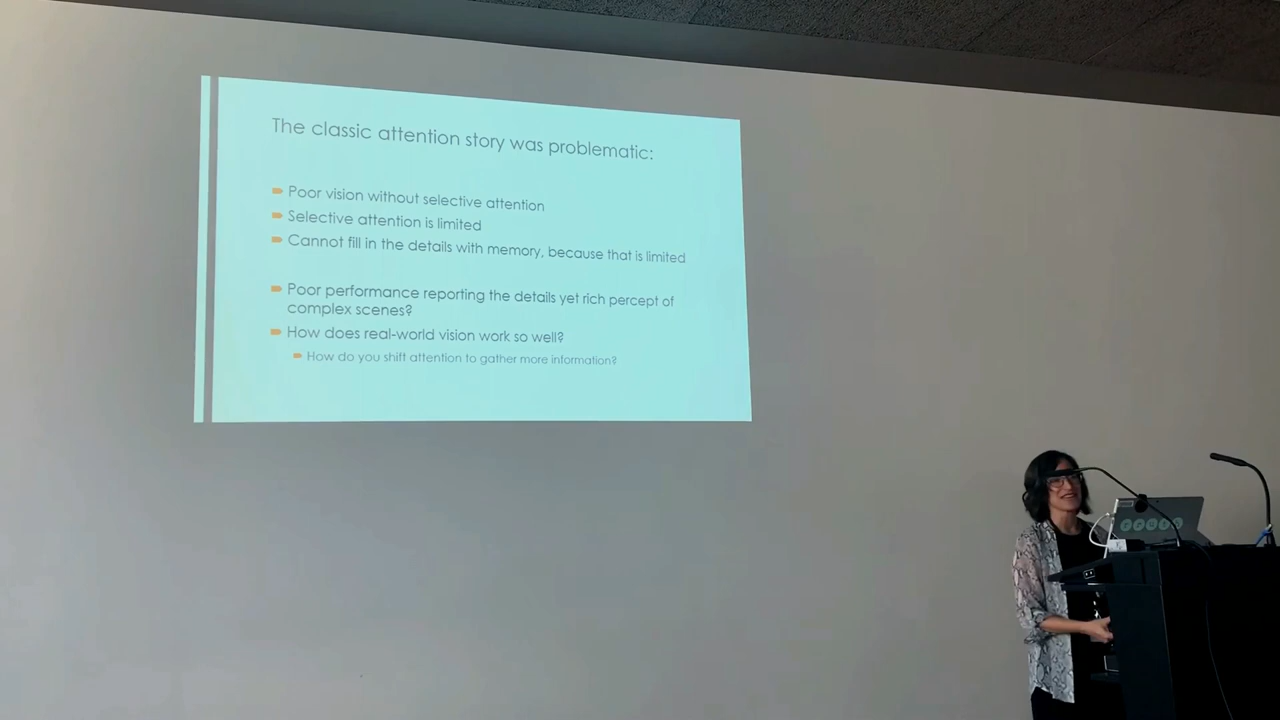 The classic attention story was problematic:
Poor vision without selective attention
Selective attention is limited
Cannot fill in the details with memory, because that is limited
Poor performance reporting the details yet rich percept of
complex scenes?
How does real-world vision work so well?
How do you shift attention to gather more information?